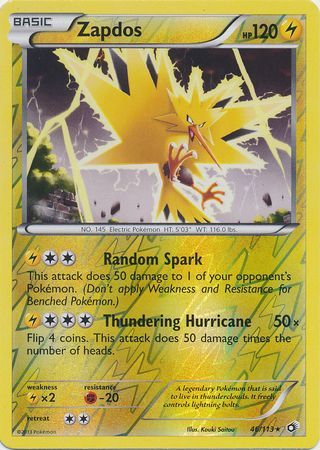 BASIC
Zapdos
HP120
NO. 145 Electric Pokémon HT: 5'03" WT: 116.0 lbs.
Random Spark
This attack does 50 damage to 1 of your opponent's
Pokémon. (Don't apply Weakness and Resistance for
Benched Pokémon.)
Thundering Hurricane 50×
Flip 4 coins. This attack does 50 damage times the
number of heads.
weakness
×2
resistance
-20
retreat
A legendary Pokémon that is said
to live in thunderclouds. It freely
controls lightning bolts.
©2013 Pokémon
Illus. Kouki Saitou
46/113★